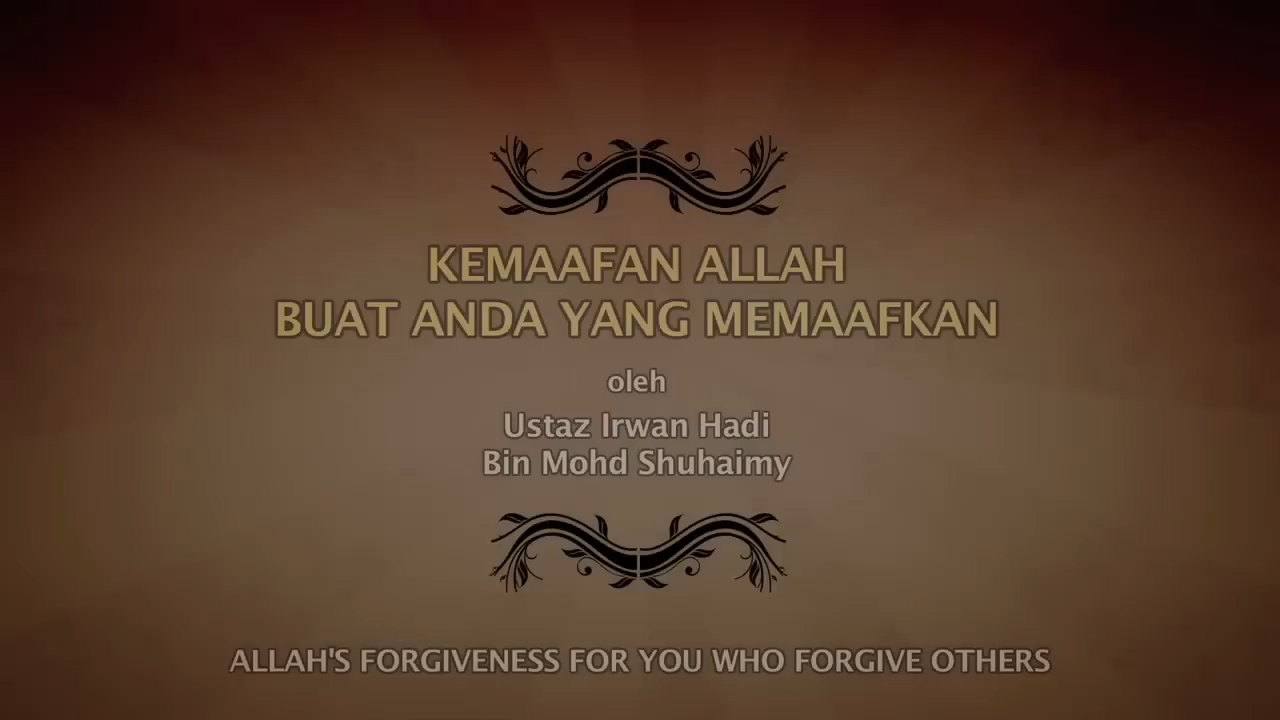 KEMAAFAN ALLAH
BUAT ANDA YANG MEMAAFKAN
oleh
Ustaz Irwan Hadi
Bin Mohd Shuhaimy
ALLAH'S FORGIVENESS FOR YOU WHO FORGIVE OTHERS